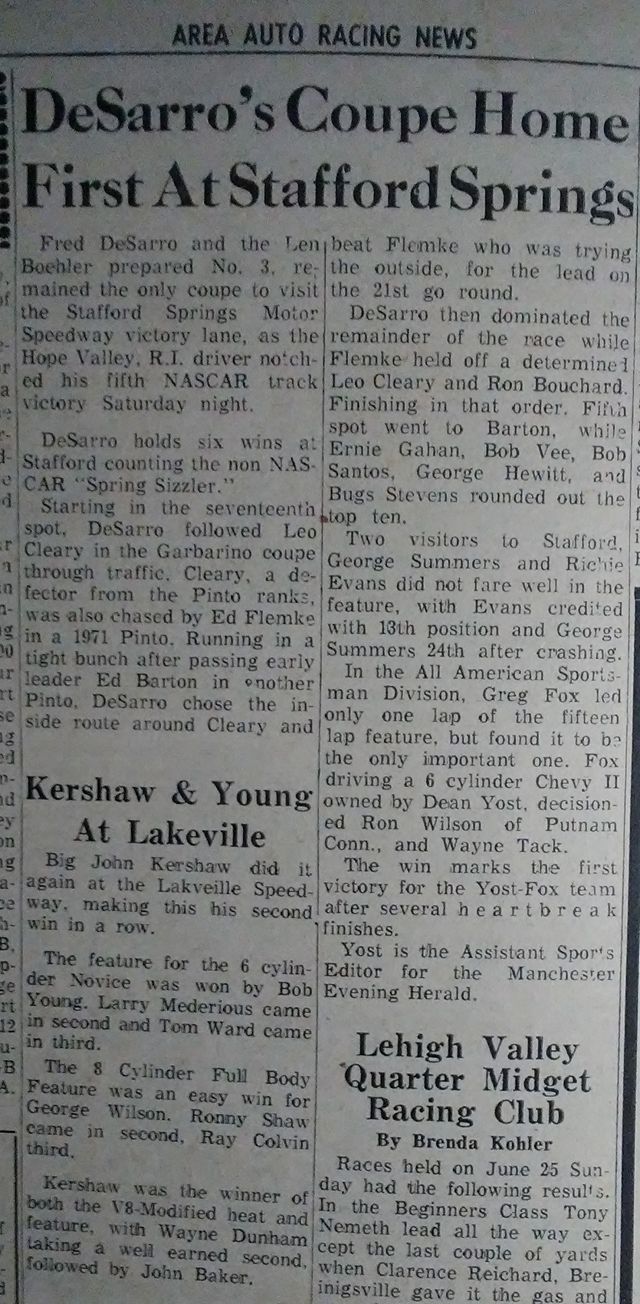 AREA AUTO RACING NEWS
DeSarro's Coupe Home
First At Stafford Springs
Fred DeSarro and the Len
Boehler prepared No. 3, re-
mained the only coupe to visit
the Stafford Springs Motor
Speedway victory lane, as the
Hope Valley, R.I. driver notch-
ed his fifth NASCAR track
victory Saturday night.
DeSarro holds six wins at
Stafford counting the non NAS-
CAR "Spring Sizzler."
Starting in the seventeenth
spot, DeSarro followed Leo
Cleary in the Garbarino coupe
through traffic. Cleary, a de-
fector from the Pinto ranks,
was also chased by Ed Flemke
in a 1971 Pinto. Running in a
tight bunch after passing early
leader Ed Barton in another
Pinto, DeSarro chose the in-
side route around Cleary and
beat Flemke who was trying
the outside, for the lead on
the 21st go round.
DeSarro then dominated the
remainder of the race while
Flemke held off a determined
Leo Cleary and Ron Bouchard.
Finishing in that order. Fifth
spot went to Barton, while
Ernie Gahan, Bob Vee, Bob
Santos, George Hewitt, and
Bugs Stevens rounded out the
top ten.
Two visitors to Stafford,
George Summers and Richie
Evans did not fare well in the
feature, with Evans credited
with 13th position and George
Summers 24th after crashing.
In the All American Sports-
man Division, Greg Fox led
only one lap of the fifteen
lap feature, but found it to be
the only important one. Fox
driving a 6 cylinder Chevy II
owned by Dean Yost, decision-
ed Ron Wilson of Putnam
Conn., and Wayne Tack.
The win marks the first
victory for the Yost-Fox team
after several heartbreak
finishes.
Yost is the Assistant Sports
Editor for the Manchester
Evening Herald.
Kershaw & Young
At Lakeville
Big John Kershaw did it
again at the Lakveille Speed-
way, making this his second
win in a row.
The feature for the 6 cylin-
der Novice was won by Bob
Young. Larry Mederious came
in second and Tom Ward came
in third.
The 8 Cylinder Full Body
Feature was an easy win for
George Wilson. Ronny Shaw
came in second, Ray Colvin
third.
Kershaw was the winner of
both the V8-Modified heat and
feature, with Wayne Dunham
taking a well earned second,
followed by John Baker.
Lehigh Valley
Quarter Midget
Racing Club
By Brenda Kohler
Races held on June 25 Sun-
day had the following results.
In the Beginners Class Tony
Nemeth lead all the way ex-
cept the last couple of yards
when Clarence Reichard, Bre-
inigsville gave it the gas and